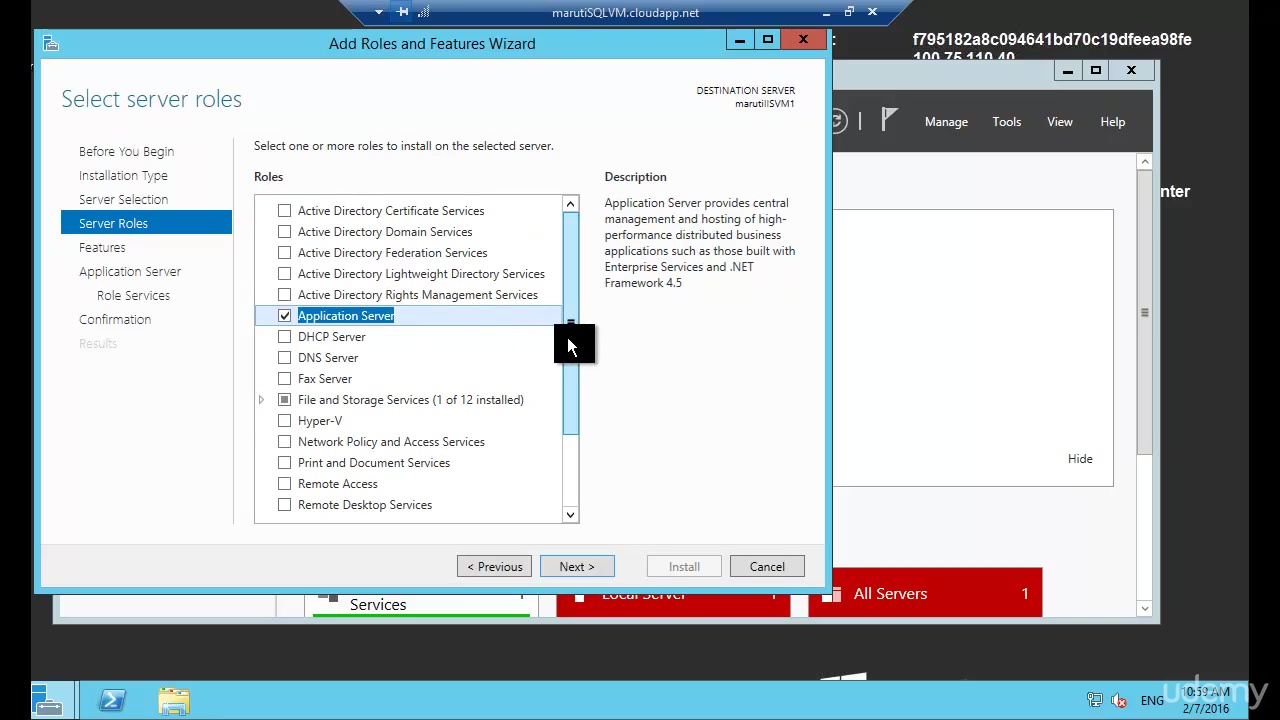 marutiSQLVM.cloudapp.net
f795182a8c094641bd70c19dfeea98fe
100.75.110.40
Add Roles and Features Wizard
Select server roles
DESTINATION SERVER
marutiISVM1
Manage
Tools
View
Help
Before You Begin
Installation Type
Server Selection
Server Roles
Features
Application Server
Role Services
Confirmation
Results
Select one or more roles to install on the selected server.
Roles
Active Directory Certificate Services
Active Directory Domain Services
Active Directory Federation Services
Active Directory Lightweight Directory Services
Active Directory Rights Management Services
Application Server
DHCP Server
DNS Server
Fax Server
File and Storage Services (1 of 12 installed)
Hyper-V
Network Policy and Access Services
Print and Document Services
Remote Access
Remote Desktop Services
Description
Application Server provides central
management and hosting of high-
performance distributed business
applications such as those built with
Enterprise Services and .NET
Framework 4.5
nter
Hide
< Previous
Next >
Install
Cancel
Services
1
Local Server
1
All Servers
1
ENG
10:59 AM
2/7/2016
udemy